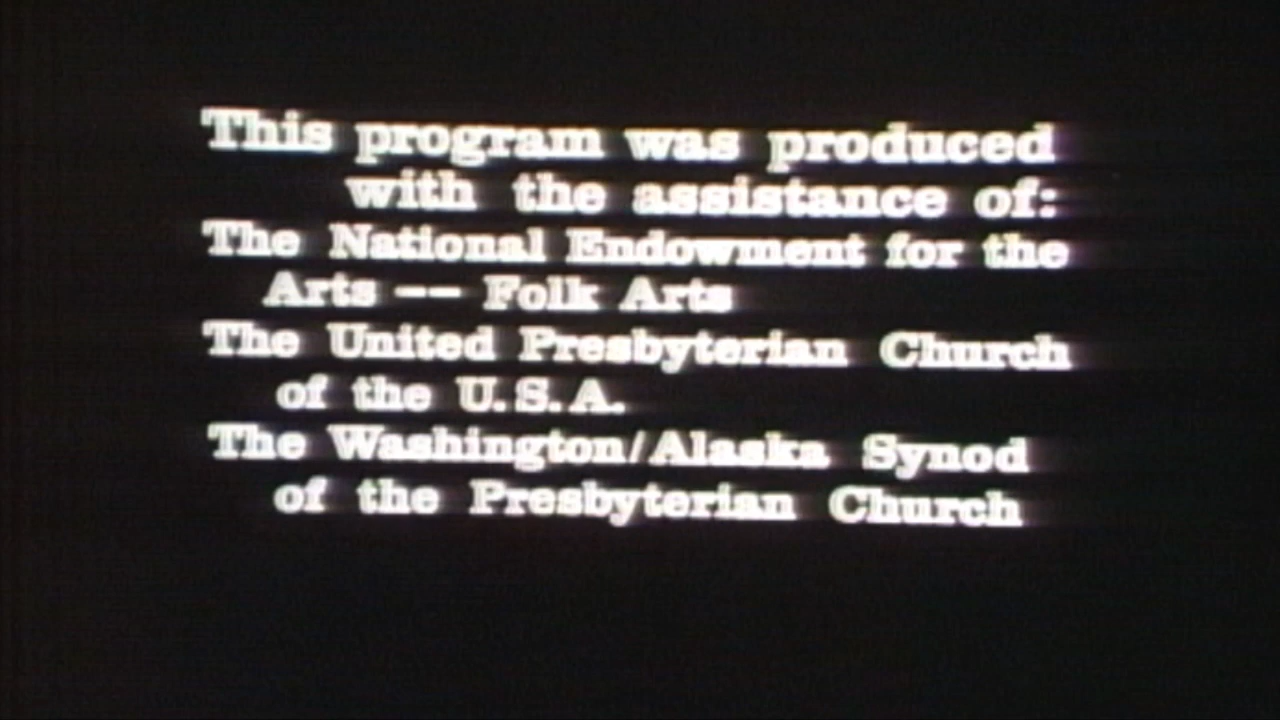 This program was produced
with the assistance of:
The National Endowment for the
Arts -- Folk Arts
The United Presbyterian Church
of the U.S.A.
The Washington/Alaska Synod
of the Presbyterian Church